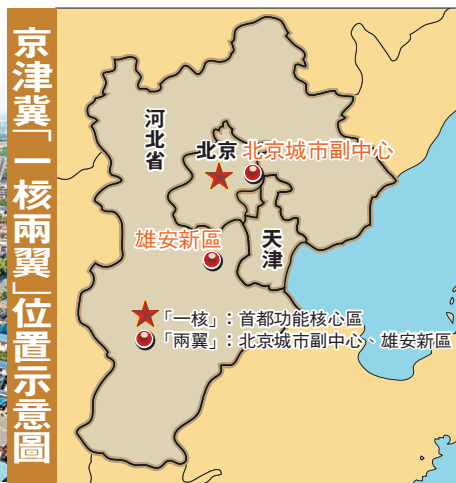 京津冀「一核兩翼」位置示意圖
河北省
北京
北京城市副中心
雄安新區
天津
「一核」：首都功能核心區
「兩翼」：北京城市副中心、雄安新區